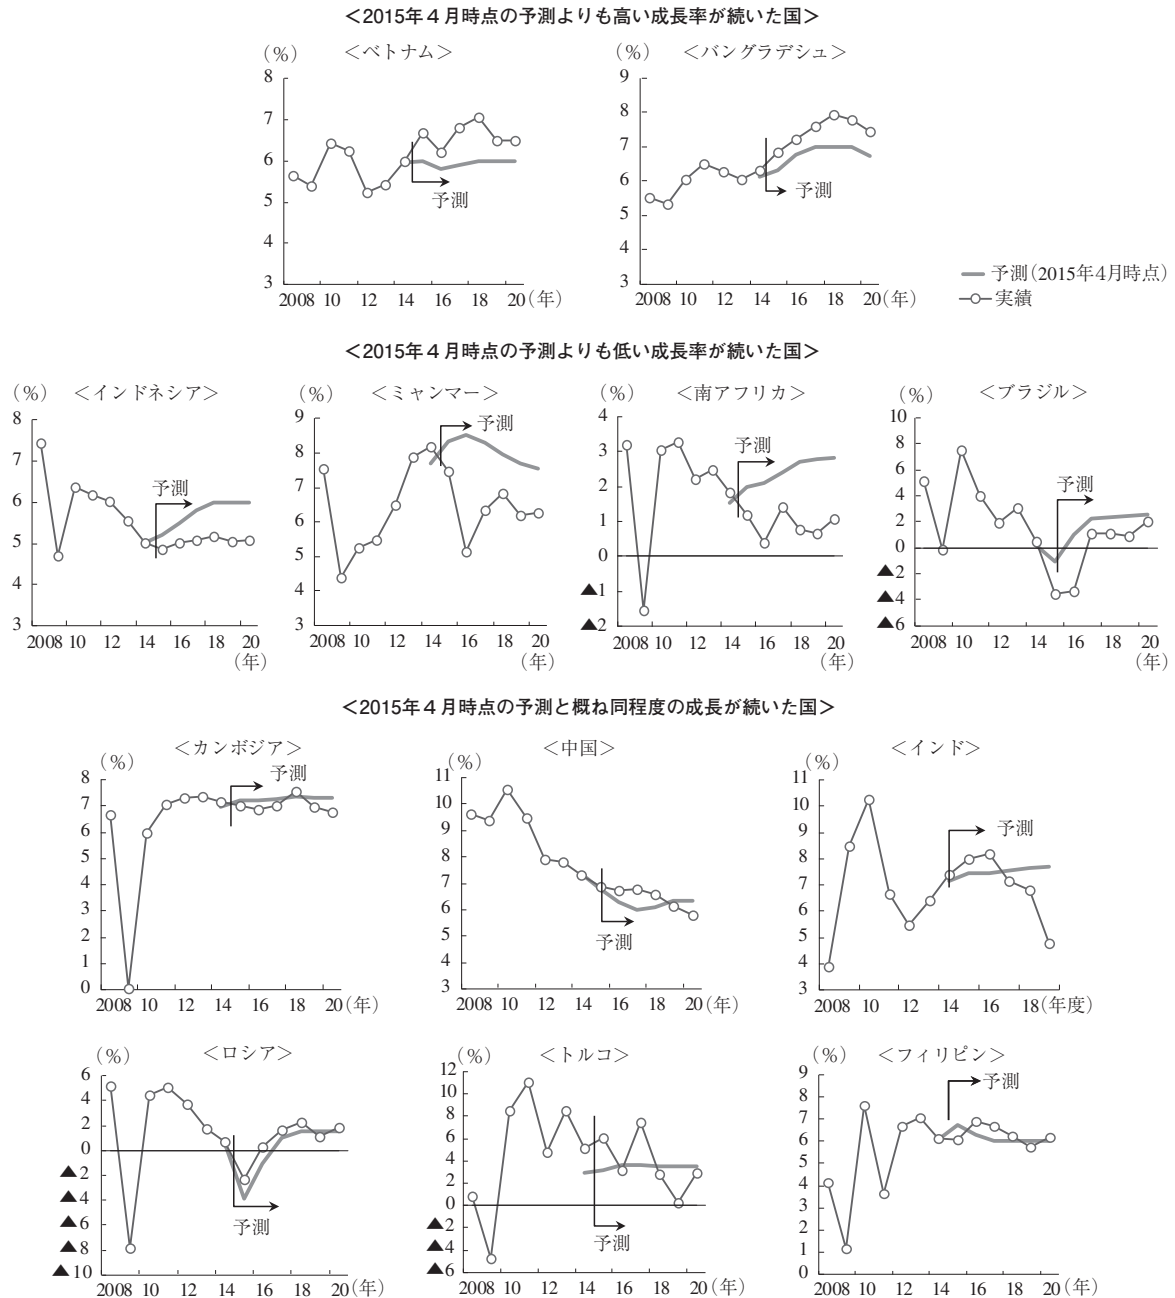 ＜2015年４月時点の予測よりも高い成長率が続いた国＞
（％） ＜ベトナム＞
8
7
6
5
4
3
予測
2008 10 12 14 16 18 20（年）
（％） ＜バングラデシュ＞
9
8
7
6
5
4
3
予測
2008 10 12 14 16 18 20（年）
予測（2015年4月時点）
実績
＜2015年４月時点の予測よりも低い成長率が続いた国＞
（％） ＜インドネシア＞
8
7
6
5
4
3
予測
2008 10 12 14 16 18 20
（年）
（％） ＜ミャンマー＞
9
8
7
6
5
4
3
予測
2008 10 12 14 16 18 20
（年）
（％） ＜南アフリカ＞
4
3
2
1
0
▲1
▲2
予測
2008 10 12 14 16 18 20
（年）
（％） ＜ブラジル＞
10
8
6
4
2
0
▲2
▲4
▲6
予測
2008 10 12 14 16 18 20
（年）
＜2015年４月時点の予測と概ね同程度の成長が続いた国＞
（％） ＜カンボジア＞
8
7
6
5
4
3
2
1
0
予測
2008 10 12 14 16 18 20（年）
（％） ＜中国＞
11
10
9
8
7
6
5
4
3
予測
2008 10 12 14 16 18 20（年）
（％） ＜インド＞
11
10
9
8
7
6
5
4
3
予測
2008 10 12 14 16 18（年度）
（％） ＜ロシア＞
6
4
2
0
▲2
▲4
▲6
▲8
▲10
予測
2008 10 12 14 16 18 20（年）
（％） ＜トルコ＞
12
10
8
6
4
2
0
▲2
▲4
▲6
予測
2008 10 12 14 16 18 20（年）
（％） ＜フィリピン＞
9
8
7
6
5
4
3
2
1
0
予測
2008 10 12 14 16 18 20（年）